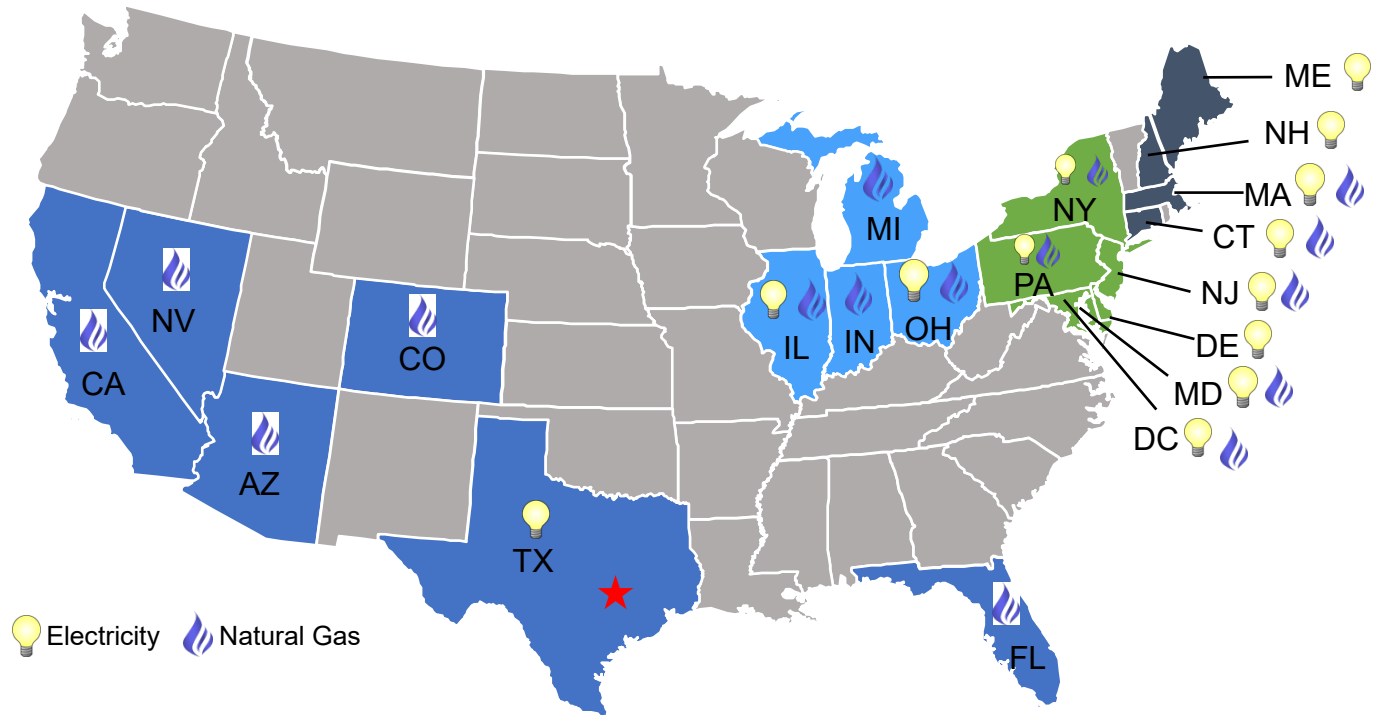 ME
NH
MA
CT
NJ
DE
MD
DC
NY
PA
MI
IL
IN
OH
NV
CA
CO
AZ
TX
FL
Electricity
Natural Gas